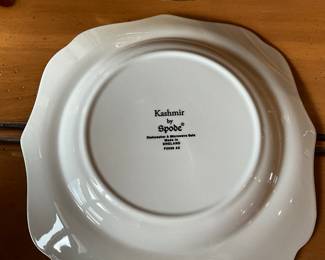 Kashmir
by
Spode®
Dishwasher & Microwave Safe
Made in
ENGLAND